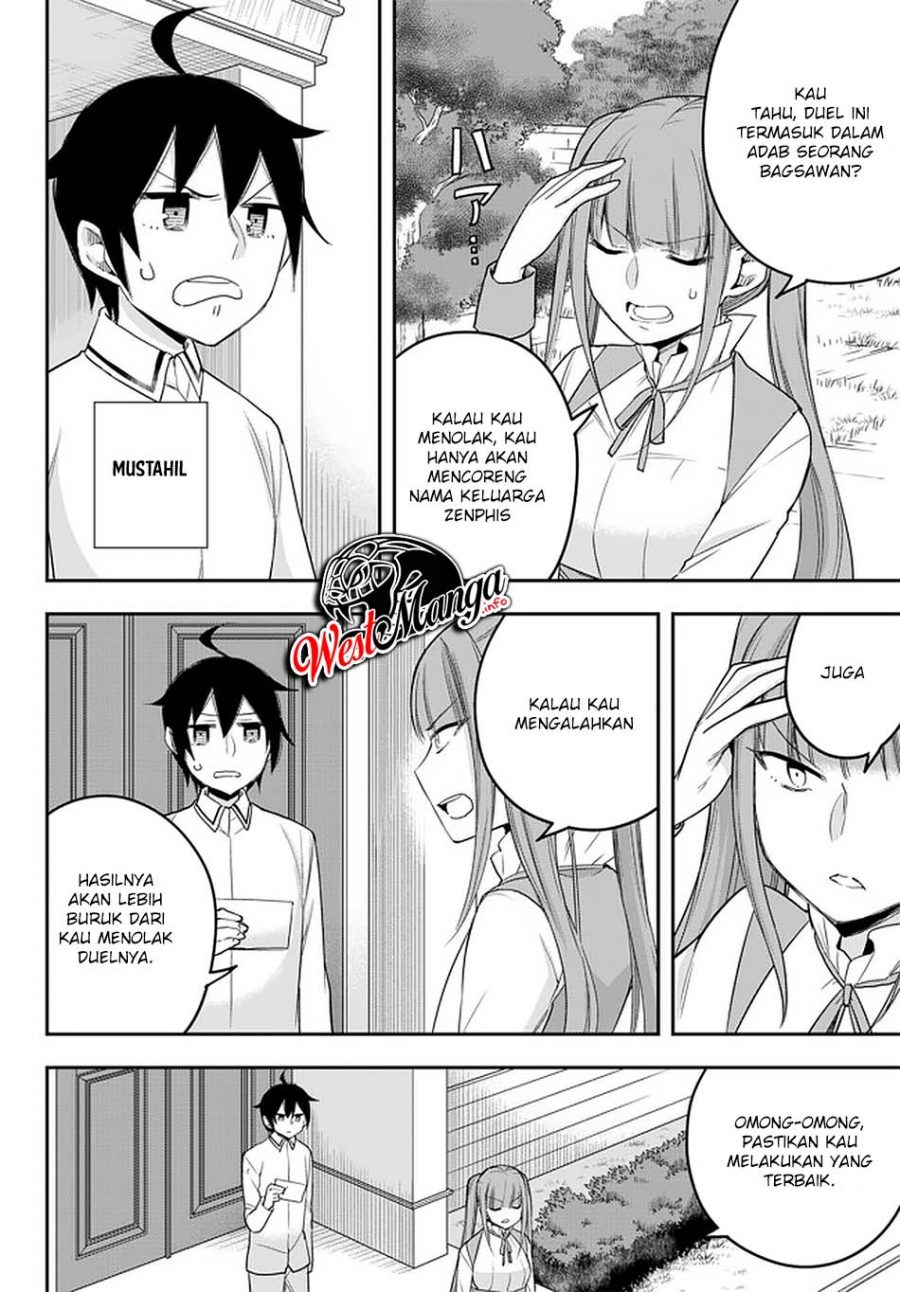 KAU
TAHU, DUEL INI
TERMASUK DALAM
ADAB SEORANG
BAGSAWAN?
ハァ…
KALAU KAU
MENOLAK, KAU
HANYA AKAN
MENCORENG
NAMA KELUARGA
ZENPHIS
MUSTAHIL
WestManga
.info
JUGA
KALAU KAU
MENGALAHKAN
HASILNYA
AKAN LEBIH
BURUK DARI
KAU MENOLAK
DUELNYA.
OMONG-OMONG,
PASTIKAN KAU
MELAKUKAN YANG
TERBAIK.